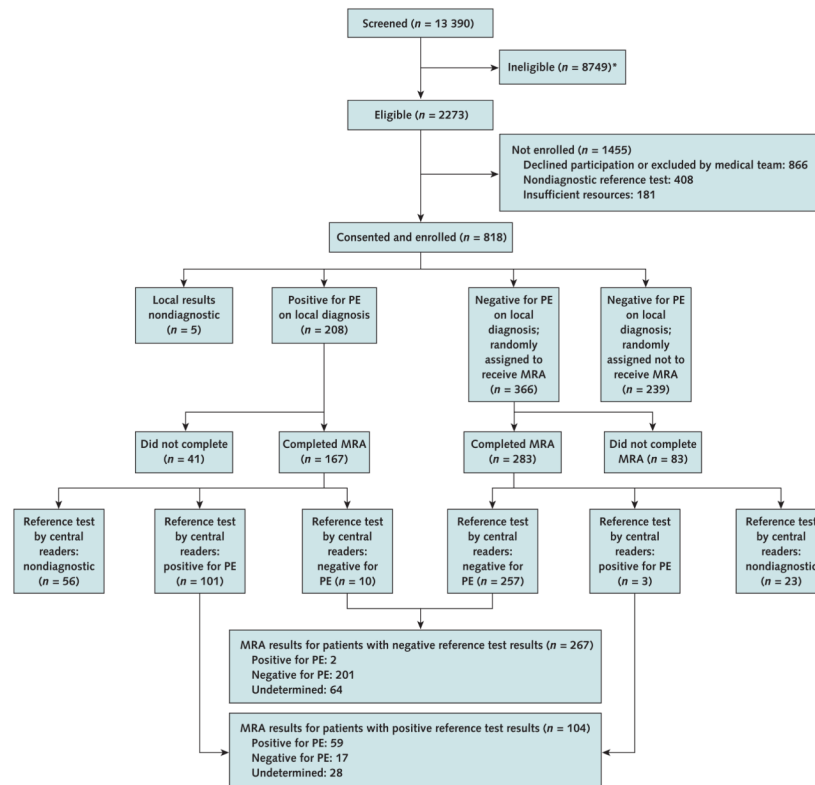 Screened (n = 13 390)
Ineligible (n = 8749)*
Eligible (n = 2273)
Not enrolled (n = 1455)
Declined participation or excluded by medical team: 866
Nondiagnostic reference test: 408
Insufficient resources: 181
Consented and enrolled (n = 818)
Local results
nondiagnostic
(n = 5)
Positive for PE
on local diagnosis
(n = 208)
Negative for PE
on local
diagnosis;
randomly
assigned to
receive MRA
(n = 366)
Negative for PE
on local
diagnosis;
randomly
assigned not to
receive MRA
(n = 239)
Did not complete
(n = 41)
Completed MRA
(n = 167)
Completed MRA
(n = 283)
Did not complete
MRA (n = 83)
Reference test
by central
readers:
nondiagnostic
(n = 56)
Reference test
by central
readers:
positive for PE
(n = 101)
Reference test
by central
readers:
negative for
PE (n = 10)
Reference test
by central
readers:
negative for
PE (n = 257)
Reference test
by central
readers:
positive for PE
(n = 3)
Reference test
by central
readers:
nondiagnostic
(n = 23)
MRA results for patients with negative reference test results (n = 267)
Positive for PE: 2
Negative for PE: 201
Undetermined: 64
MRA results for patients with positive reference test results (n = 104)
Positive for PE: 59
Negative for PE: 17
Undetermined: 28